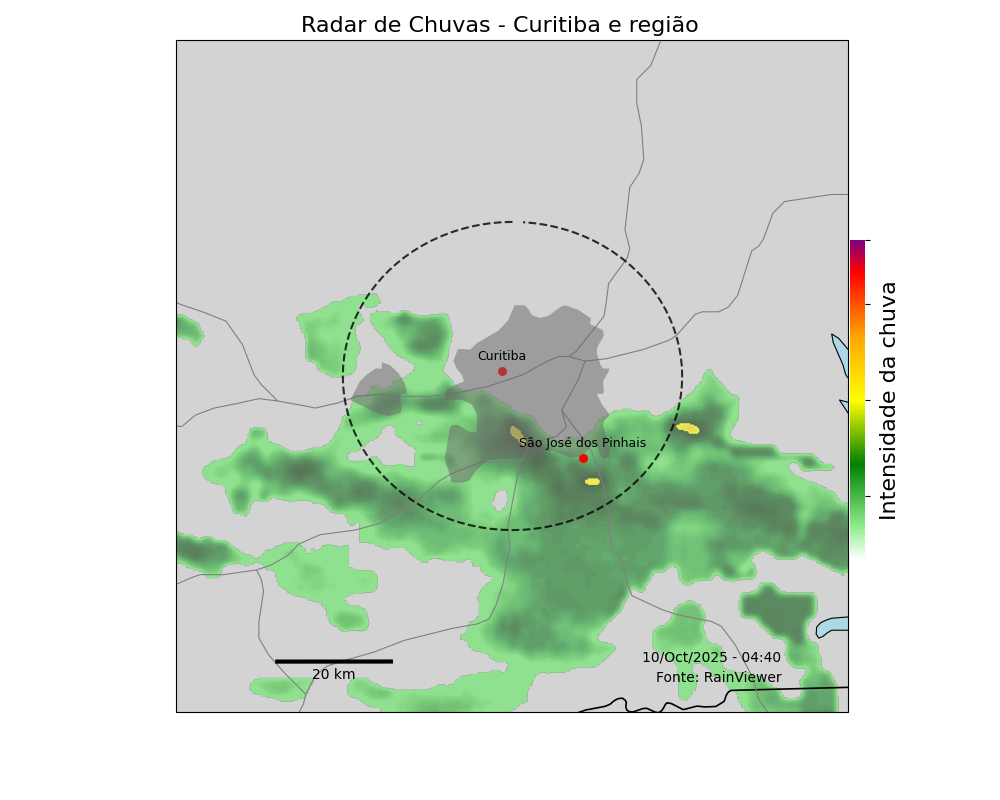 Radar de Chuvas - Curitiba e região
Curitiba
São José dos Pinhais
Intensidade da chuva
20 km
10/Oct/2025 - 04:40
Fonte: RainViewer